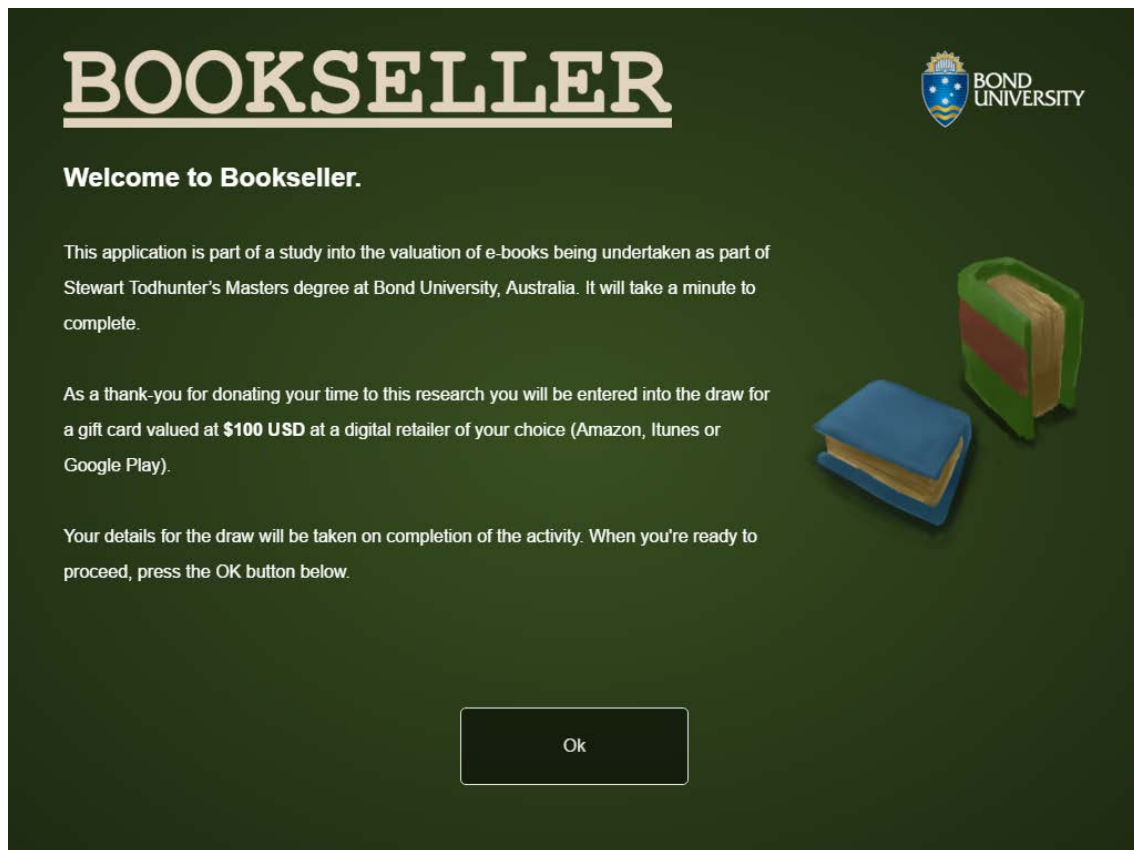 BOOKSELLER
BOND
UNIVERSITY
Welcome to Bookseller.
This application is part of a study into the valuation of e-books being undertaken as part of
Stewart Todhunter’s Masters degree at Bond University, Australia. It will take a minute to
complete.
As a thank-you for donating your time to this research you will be entered into the draw for
a gift card valued at $100 USD at a digital retailer of your choice (Amazon, Itunes or
Google Play).
Your details for the draw will be taken on completion of the activity. When you're ready to
proceed, press the OK button below.
Ok